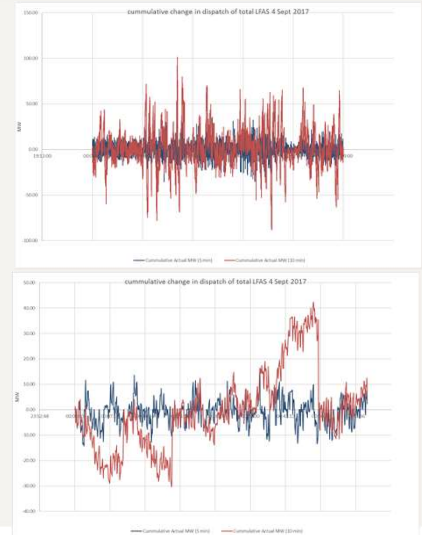 cummulative change in dispatch of total LFAS 4 Sept 2017
150.00
100.00
50.00
0.00
-50.00
-100.00
MW
Cummulative Actual MW (5 min)
Cummulative Actual MW (30 min)
cummulative change in dispatch of total LFAS 4 Sept 2017
50.00
40.00
30.00
20.00
10.00
0.00
-10.00
-20.00
-30.00
-40.00
MW
Cummulative Actual MW (5 min)
Cummulative Actual MW (30 min)